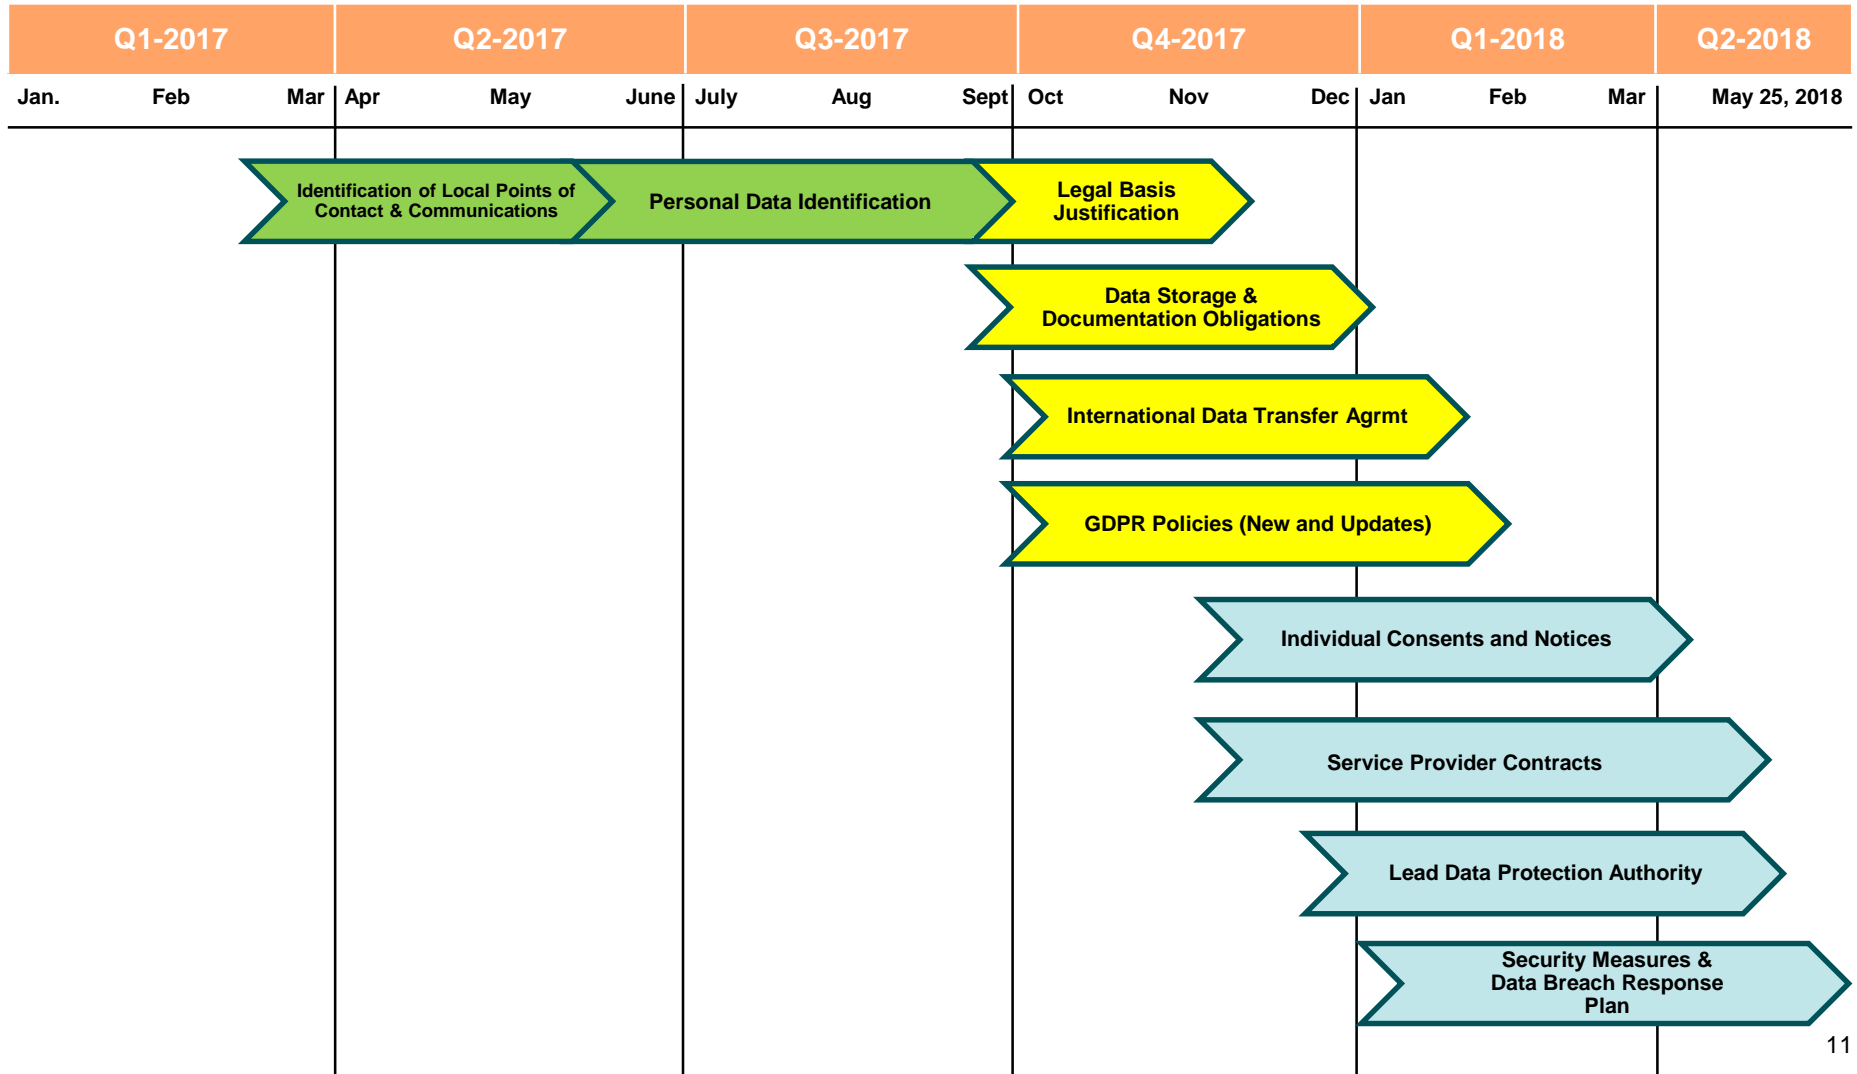 Q1-2017 Q2-2017 Q3-2017 Q4-2017 Q1-2018 Q2-2018
Jan. Feb Mar Apr May June July Aug Sept Oct Nov Dec Jan Feb Mar May 25, 2018
Identification of Local Points of
Contact & Communications
Personal Data Identification
Legal Basis
Justification
Data Storage &
Documentation Obligations
International Data Transfer Agrmt
GDPR Policies (New and Updates)
Individual Consents and Notices
Service Provider Contracts
Lead Data Protection Authority
Security Measures &
Data Breach Response
Plan
11